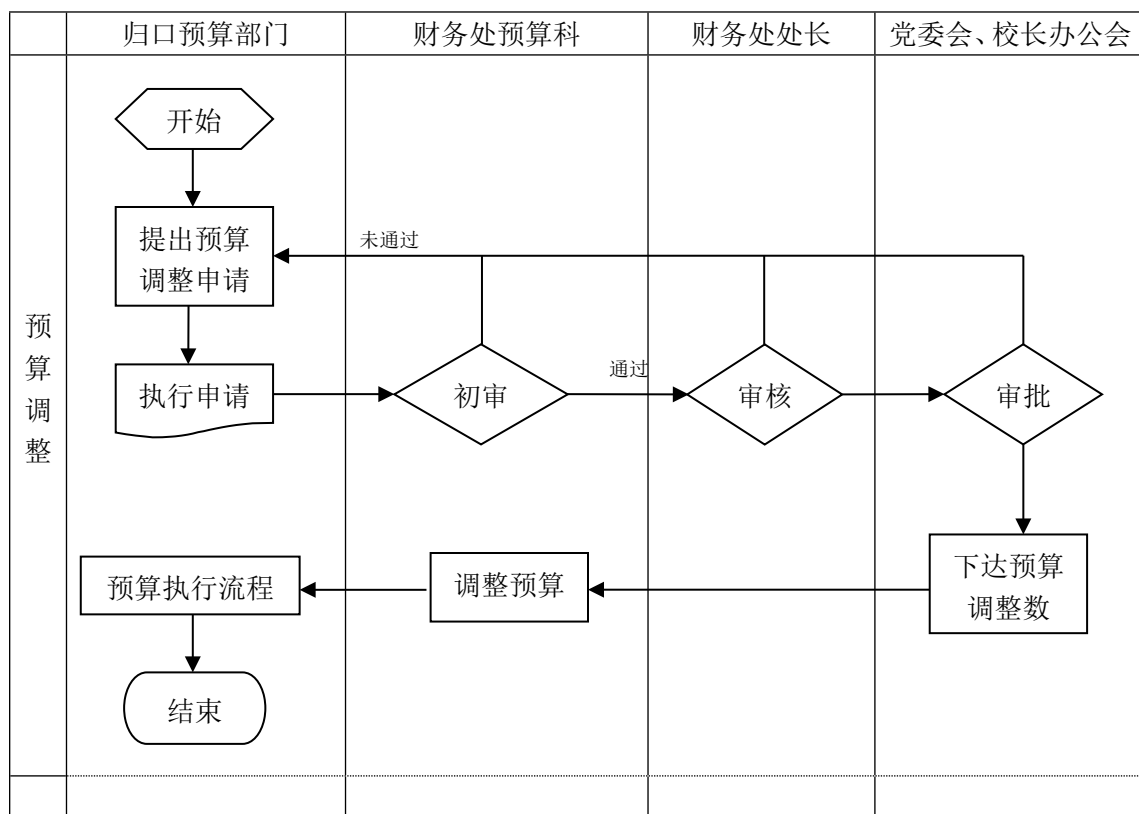 归口预算部门
财务处预算科
财务处处长
党委会、校长办公会
预
算
调
整
开始
提出预算
调整申请
未通过
执行申请
初审
通过
审核
审批
预算执行流程
调整预算
下达预算
调整数
结束